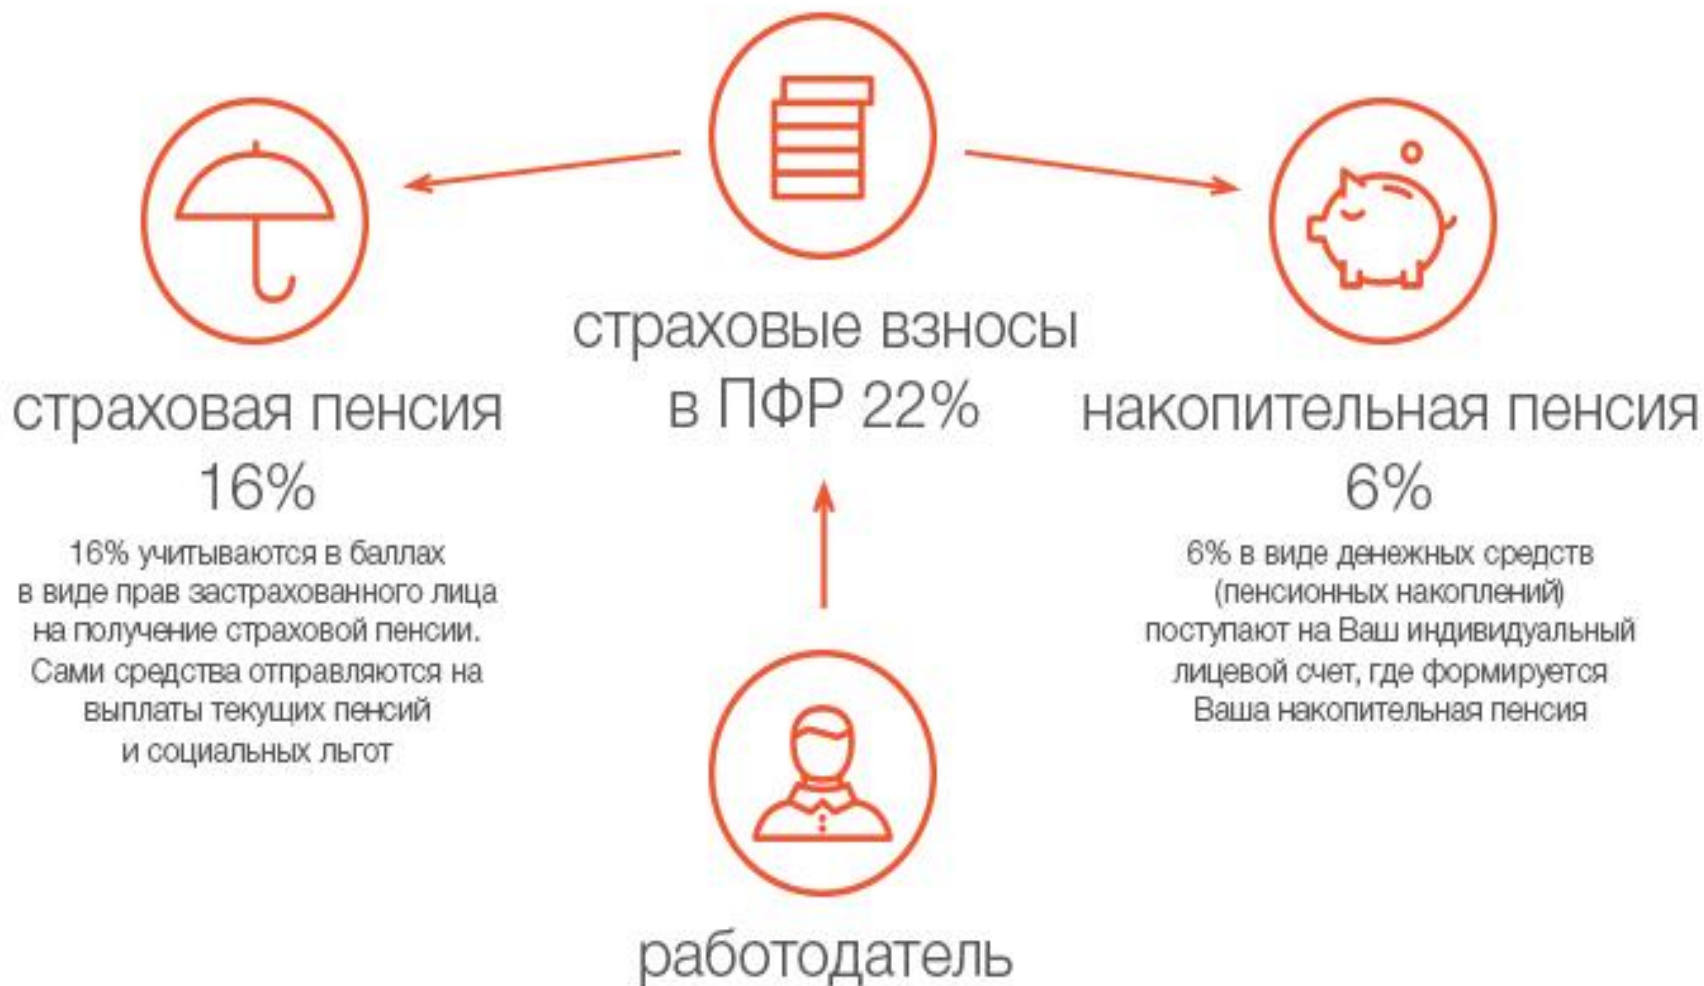 страховые взносы
в ПФР 22%
страховая пенсия
16%
16% учитываются в баллах
в виде прав застрахованного лица
на получение страховой пенсии.
Сами средства отправляются на
выплаты текущих пенсий
и социальных льгот
накопительная пенсия
6%
6% в виде денежных средств
(пенсионных накоплений)
поступают на Ваш индивидуальный
лицевой счет, где формируется
Ваша накопительная пенсия
работодатель